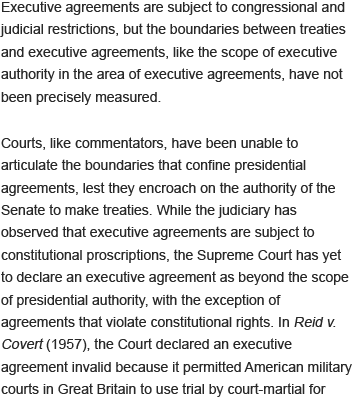 Executive agreements are subject to congressional and
judicial restrictions, but the boundaries between treaties
and executive agreements, like the scope of executive
authority in the area of executive agreements, have not
been precisely measured.
Courts, like commentators, have been unable to
articulate the boundaries that confine presidential
agreements, lest they encroach on the authority of the
Senate to make treaties. While the judiciary has
observed that executive agreements are subject to
constitutional proscriptions, the Supreme Court has yet
to declare an executive agreement as beyond the scope
of presidential authority, with the exception of
agreements that violate constitutional rights. In Reid v.
Covert (1957), the Court declared an executive
agreement invalid because it permitted American military
courts in Great Britain to use trial by court-martial for